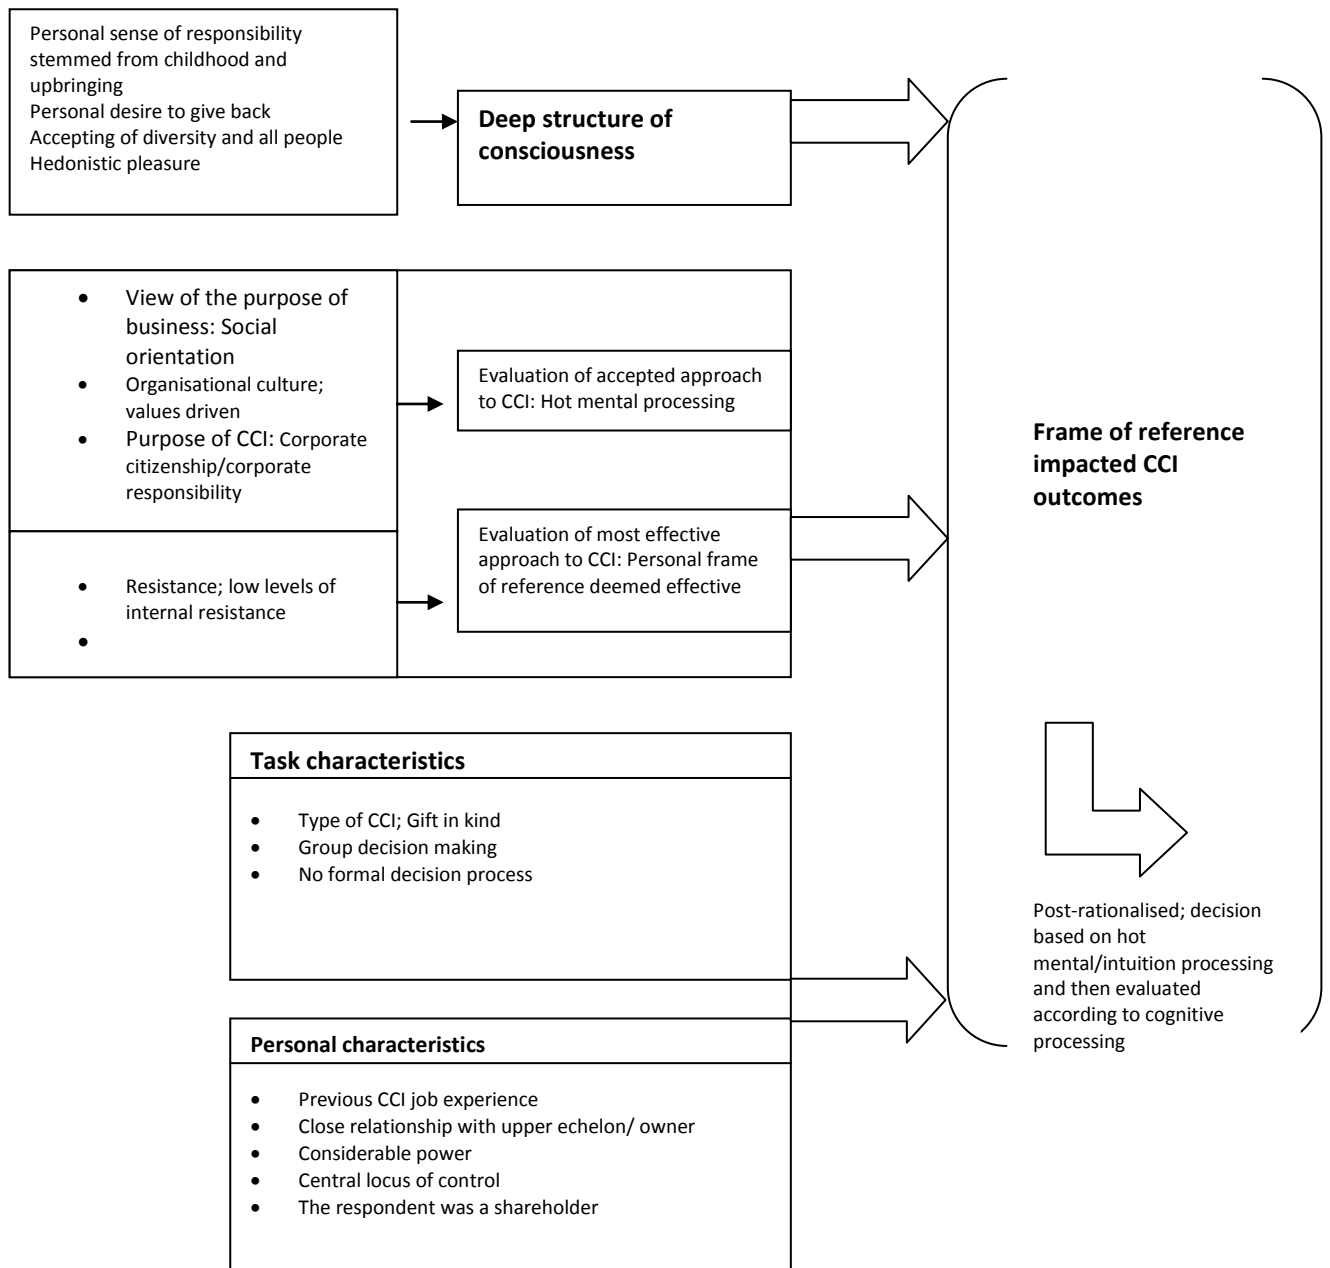 Personal sense of responsibility
stemmed from childhood and
upbringing
Personal desire to give back
Accepting of diversity and all people
Hedonistic pleasure
Deep structure of
consciousness
• View of the purpose of
business: Social
orientation
• Organisational culture;
values driven
• Purpose of CCI: Corporate
citizenship/corporate
responsibility
Evaluation of accepted approach
to CCI: Hot mental processing
• Resistance; low levels of
internal resistance
•
Evaluation of most effective
approach to CCI: Personal frame
of reference deemed effective
Frame of reference
impacted CCI
outcomes
Task characteristics
• Type of CCI; Gift in kind
• Group decision making
• No formal decision process
Post-rationalised; decision
based on hot
mental/intuition processing
and then evaluated
according to cognitive
processing
Personal characteristics
• Previous CCI job experience
• Close relationship with upper echelon/ owner
• Considerable power
• Central locus of control
• The respondent was a shareholder